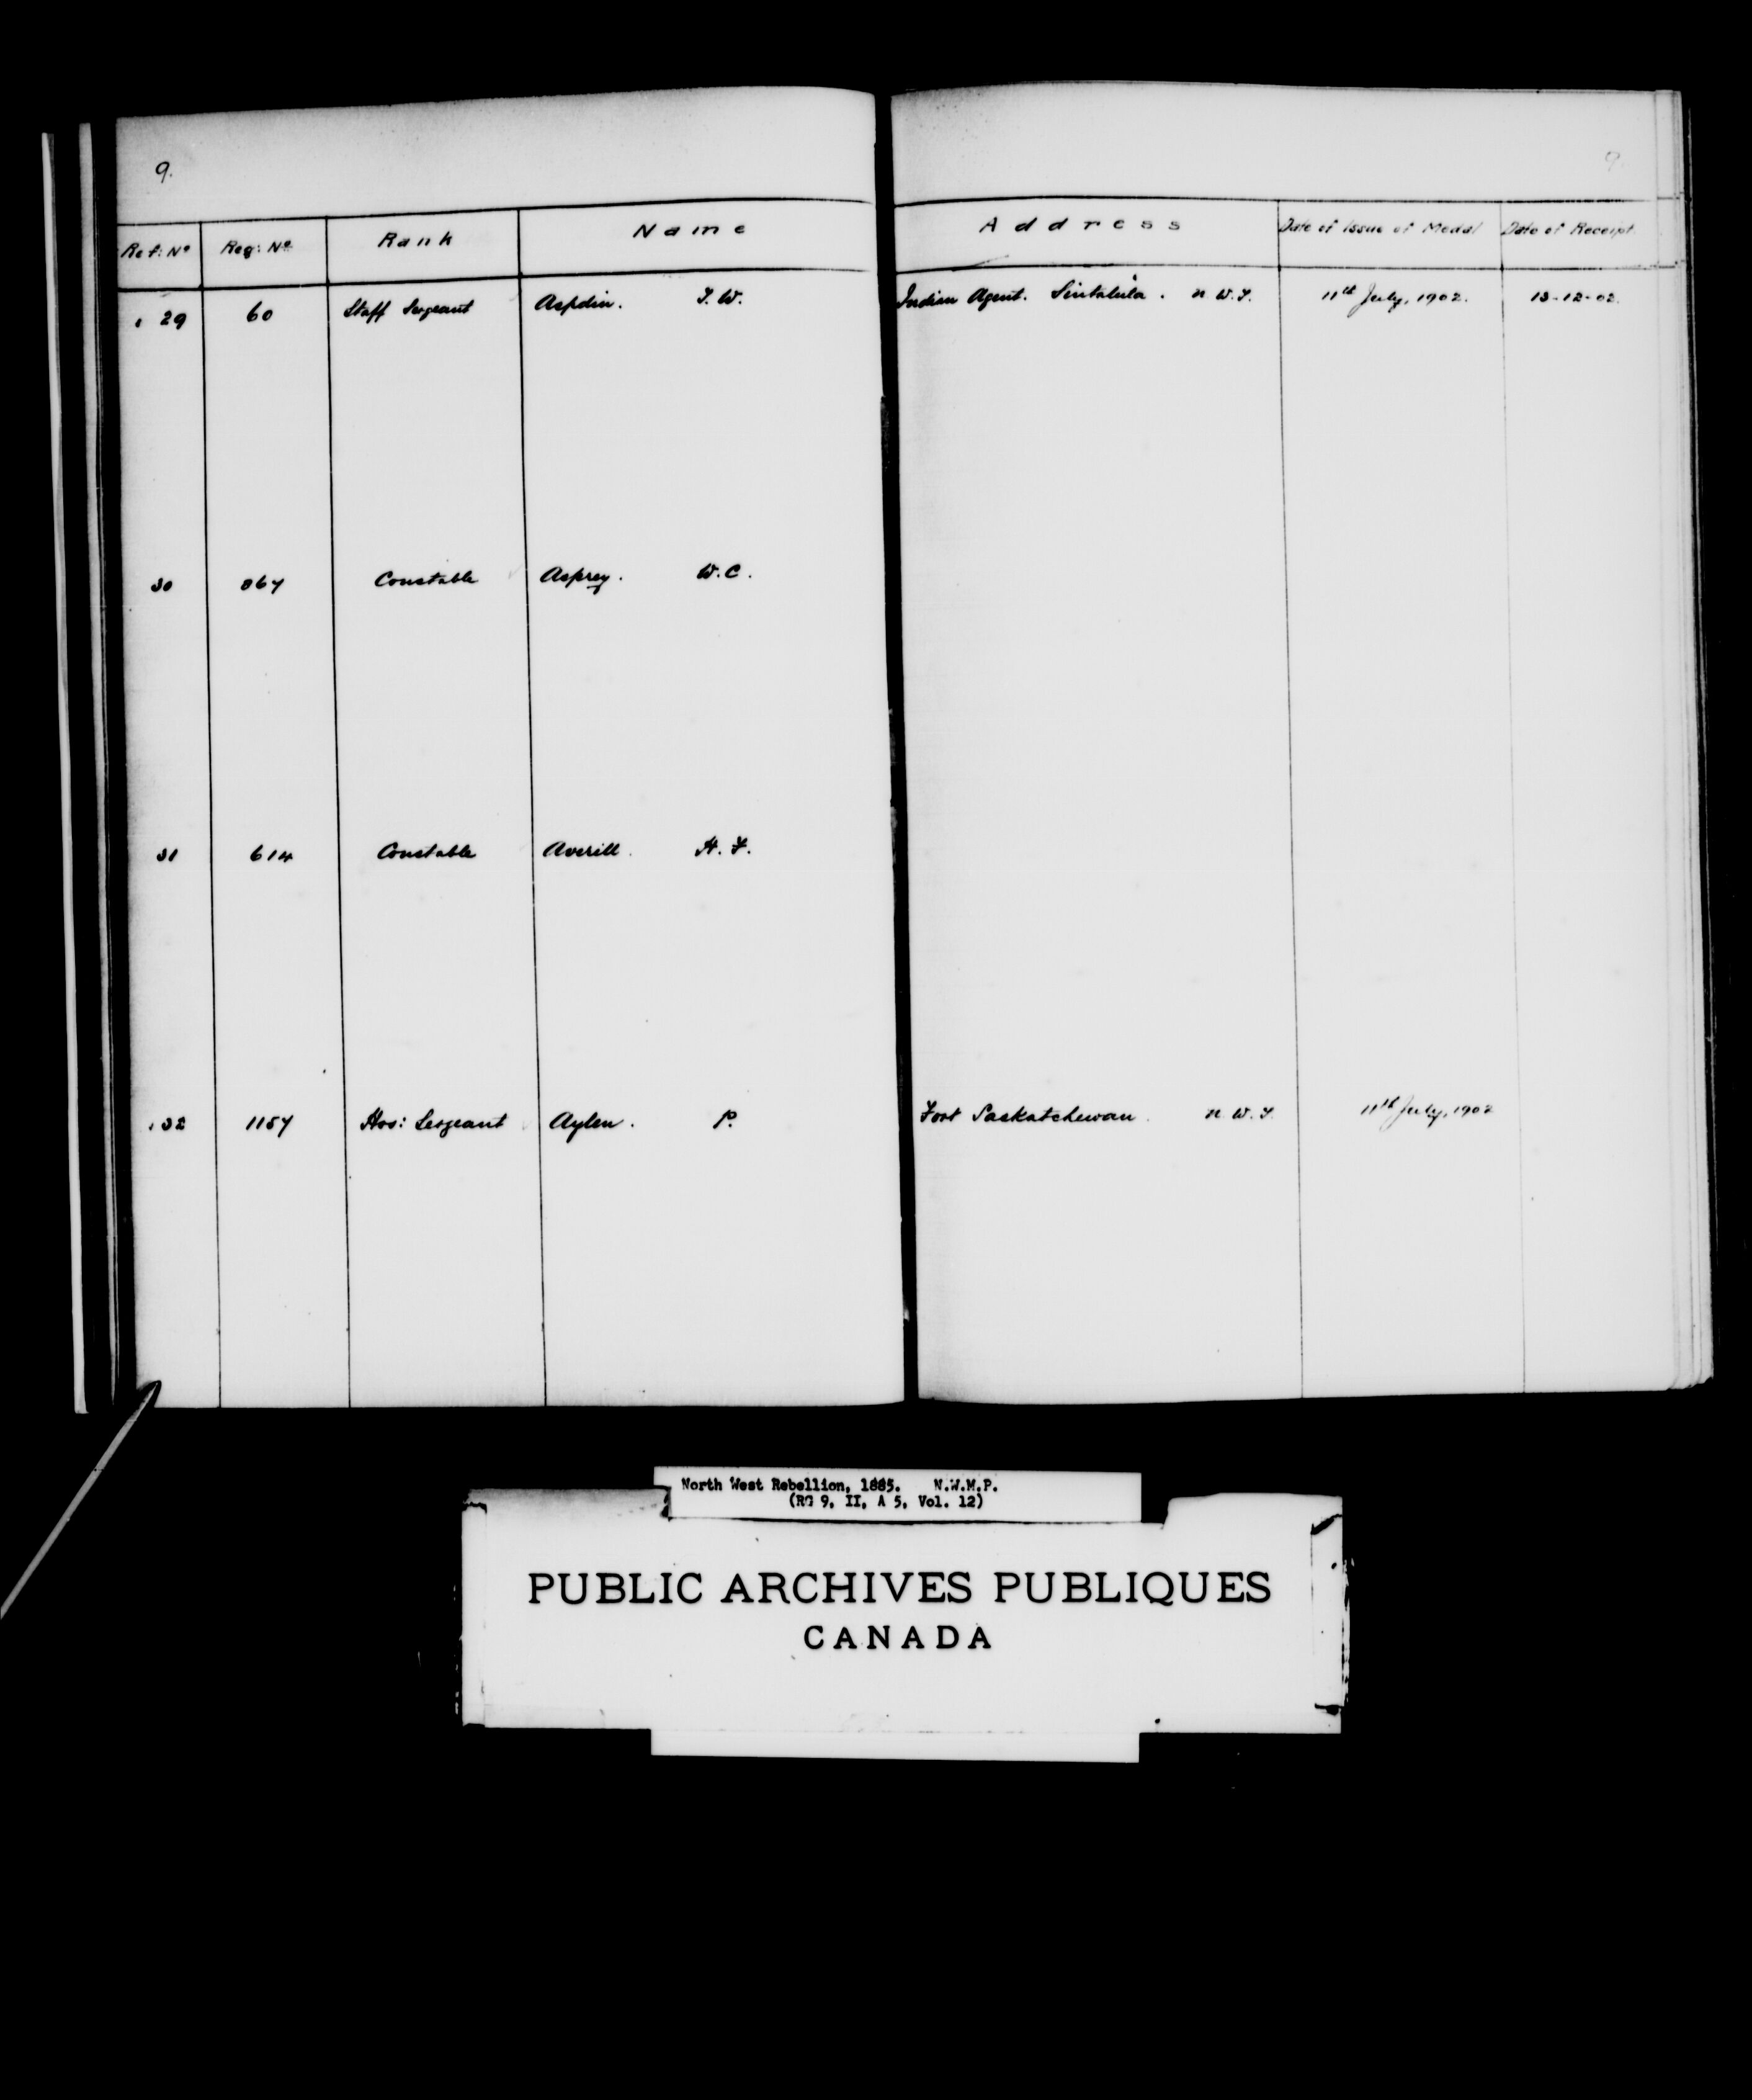 9. 9.
Ref: Nº Reg: Nº Rank Name Address Date of Issue of Medal Date of Receipt.
29 60 Staff Sergeant Aspdin. T. W. Indian Agent. Sintaluta. N. W. T. 11th July, 1902. 13-12-02.
30 867 Constable Asprey. W. C.
31 614 Constable Averill. H. F.
32 1157 Hos: Sergeant Aylen. P. Fort Saskatchewan. N. W. T. 11th July, 1902
North West Rebellion, 1885. N.W.M.P.
(RG 9, II, A 5, Vol. 12)
PUBLIC ARCHIVES PUBLIQUES
CANADA